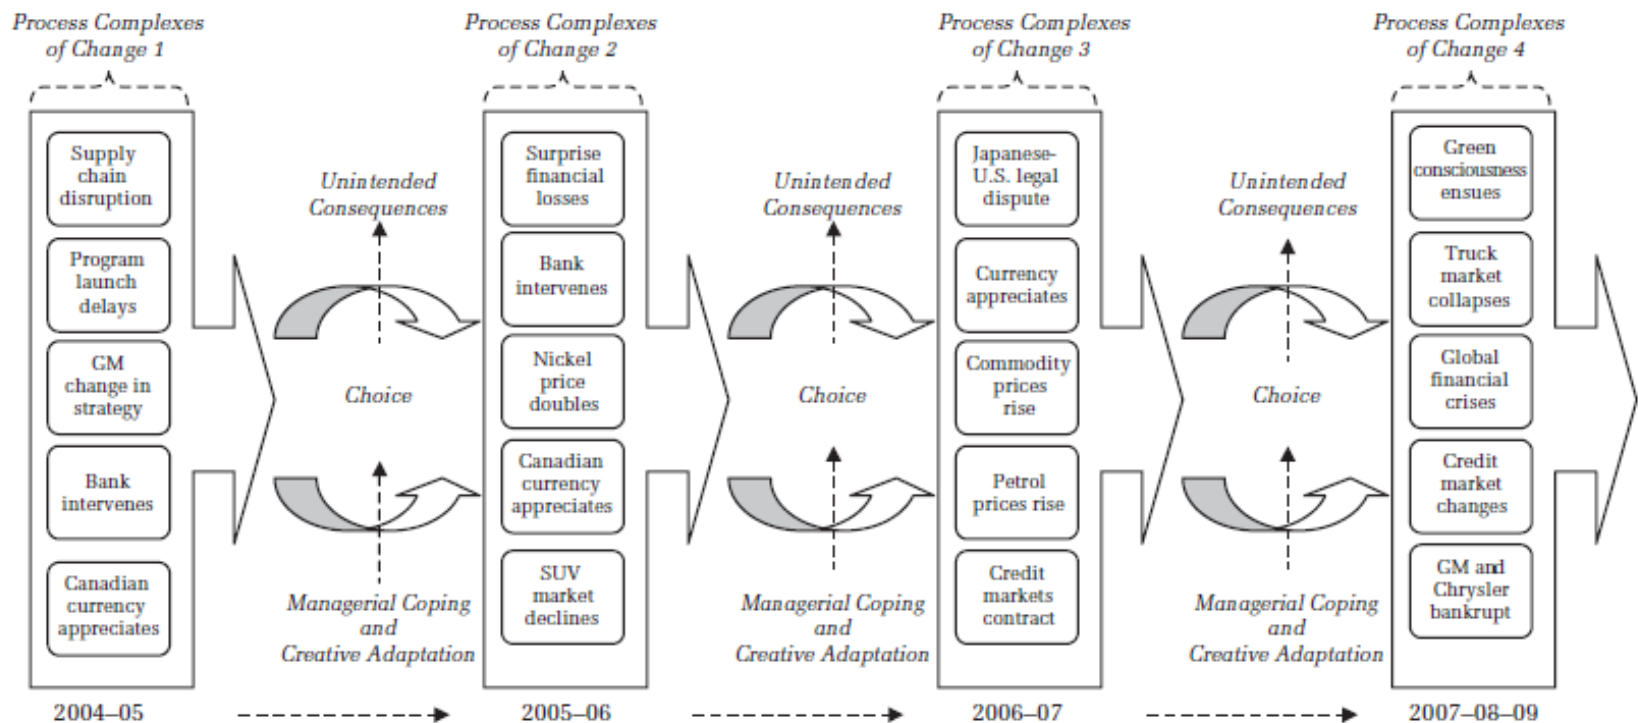 Process Complexes
of Change 1
Process Complexes
of Change 2
Process Complexes
of Change 3
Process Complexes
of Change 4
Supply
chain
disruption
Program
launch
delays
GM
change in
strategy
Bank
intervenes
Canadian
currency
appreciates
Unintended
Consequences
Choice
Managerial Coping
and
Creative Adaptation
Surprise
financial
losses
Bank
intervenes
Nickel
price
doubles
Canadian
currency
appreciates
SUV
market
declines
Unintended
Consequences
Choice
Managerial Coping
and
Creative Adaptation
Japanese–
U.S. legal
dispute
Currency
appreciates
Commodity
prices
rise
Petrol
prices rise
Credit
markets
contract
Unintended
Consequences
Choice
Managerial Coping
and
Creative Adaptation
Green
consciousness
ensues
Truck
market
collapses
Global
financial
crises
Credit
market
changes
GM and
Chrysler
bankrupt
2004–05
2005–06
2006–07
2007–08–09